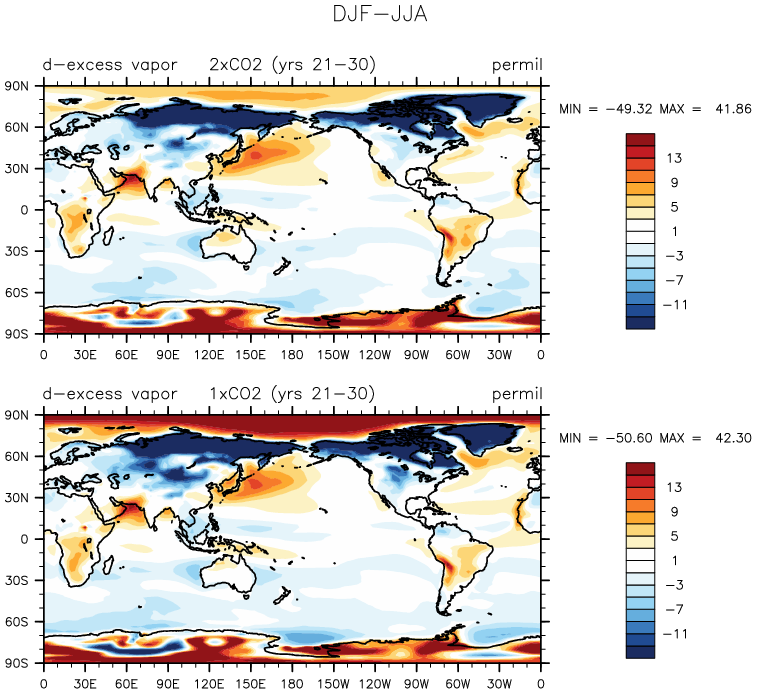 DJF−JJA
d−excess vapor 2xCO2 (yrs 21−30) permil
MIN = −49.32 MAX = 41.86
90N
60N
30N
0
30S
60S
90S
0 30E 60E 90E 120E 150E 180 150W 120W 90W 60W 30W 0
13
9
5
1
−3
−7
−11
d−excess vapor 1xCO2 (yrs 21−30) permil
MIN = −50.60 MAX = 42.30
90N
60N
30N
0
30S
60S
90S
0 30E 60E 90E 120E 150E 180 150W 120W 90W 60W 30W 0
13
9
5
1
−3
−7
−11